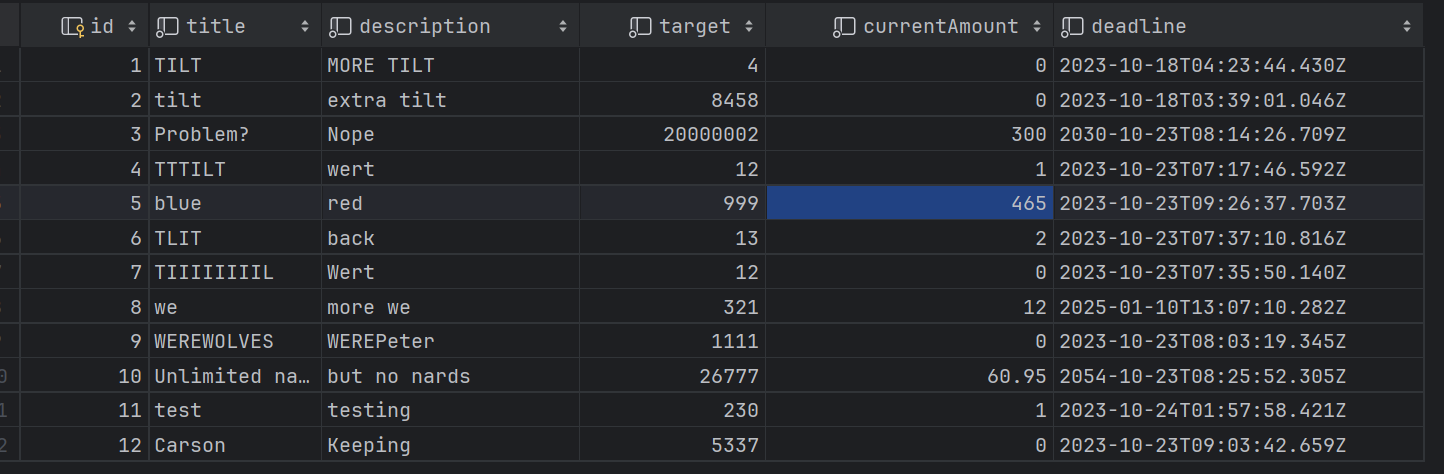 id title description target currentAmount deadline
1 TILT MORE TILT 4 0 2023-10-18T04:23:44.430Z
2 tilt extra tilt 8458 0 2023-10-18T03:39:01.046Z
3 Problem? Nope 20000002 300 2030-10-23T08:14:26.709Z
4 TTTILT wert 12 1 2023-10-23T07:17:46.592Z
5 blue red 999 465 2023-10-23T09:26:37.703Z
6 TLIT back 13 2 2023-10-23T07:37:10.816Z
7 TIIIIIIIIL Wert 12 0 2023-10-23T07:35:50.140Z
8 we more we 321 12 2025-01-10T13:07:10.282Z
9 WEREWOLVES WEREPeter 1111 0 2023-10-23T08:03:19.345Z
10 Unlimited na… but no nards 26777 60.95 2054-10-23T08:25:52.305Z
11 test testing 230 1 2023-10-24T01:57:58.421Z
12 Carson Keeping 5337 0 2023-10-23T09:03:42.659Z